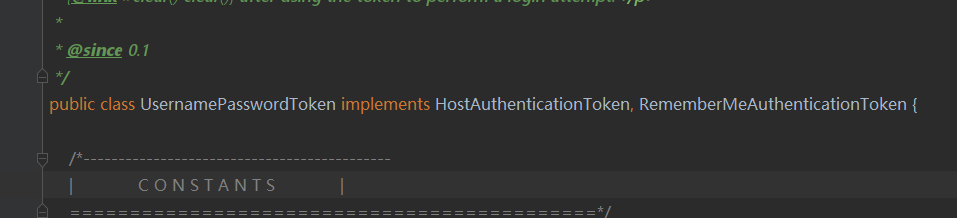 clear() clear()} after using the token to perform a login attempt. </p>
*
* @since 0.1
*/
public class UsernamePasswordToken implements HostAuthenticationToken, RememberMeAuthenticationToken {
/*--------------------------------------------
| C O N S T A N T S |
============================================*/